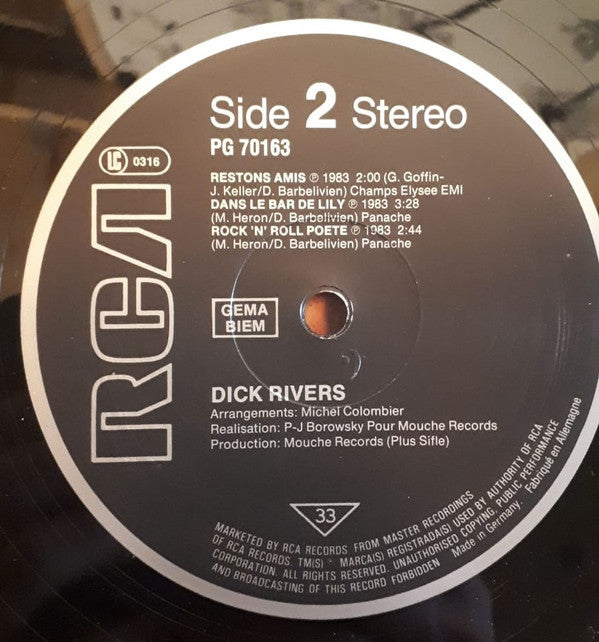 Side 2 Stereo
PG 70163
LC 0316
RESTONS AMIS ℗ 1983 2:00 (G. Goffin-
J. Keller/D. Barbelivien) Champs Elysee EMI
DANS LE BAR DE LILY ℗ 1983 3:28
(M. Heron/D. Barbelivien) Panache
ROCK 'N' ROLL POETE ℗ 1983 2:44
(M. Heron/D. Barbelivien) Panache
RCA
GEMA
BIEM
DICK RIVERS
Arrangements: Michel Colombier
Realisation: P-J Borowsky Pour Mouche Records
Production: Mouche Records (Plus Sifle)
33
MARKETED BY RCA RECORDS FROM MASTER RECORDINGS
OF RCA RECORDS. TM(S) ® MARCA(S) REGISTRADA(S) USED BY AUTHORITY OF RCA
CORPORATION. ALL RIGHTS RESERVED. UNAUTHORISED COPYING, PUBLIC PERFORMANCE
AND BROADCASTING OF THIS RECORD FORBIDDEN Made in Germany. Fabriqué en Allemagne